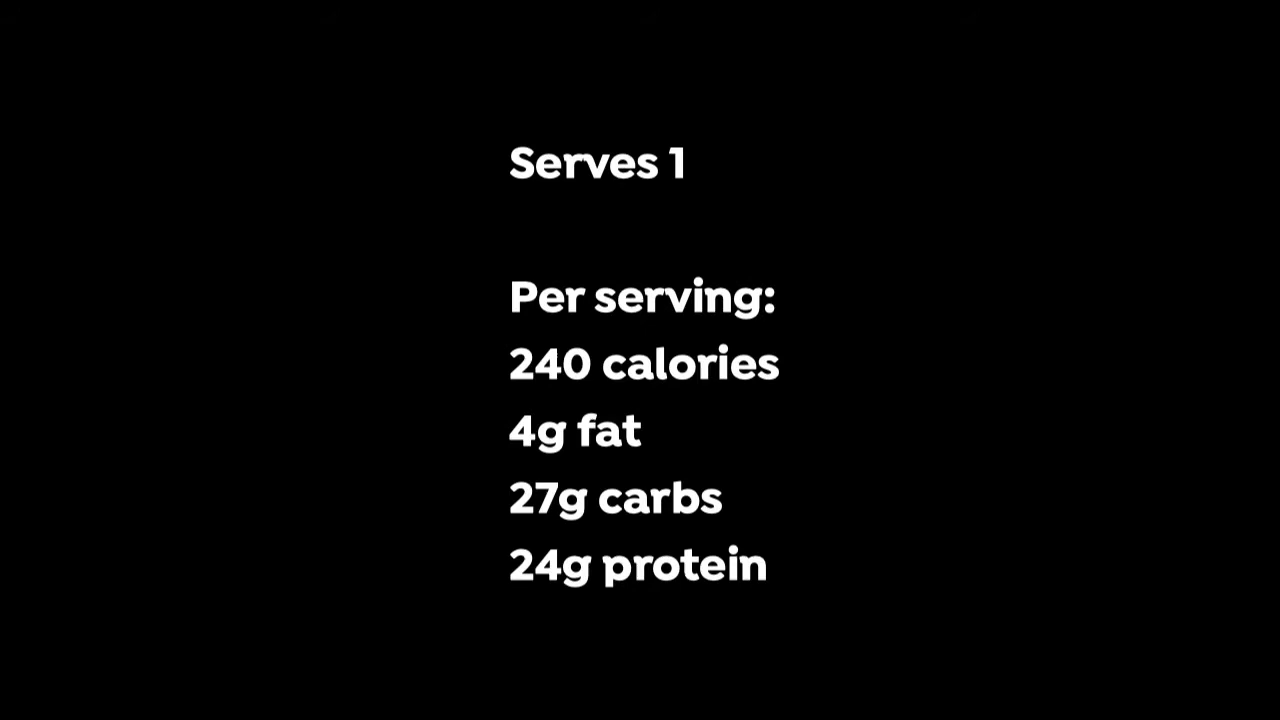 Serves 1
Per serving:
240 calories
4g fat
27g carbs
24g protein